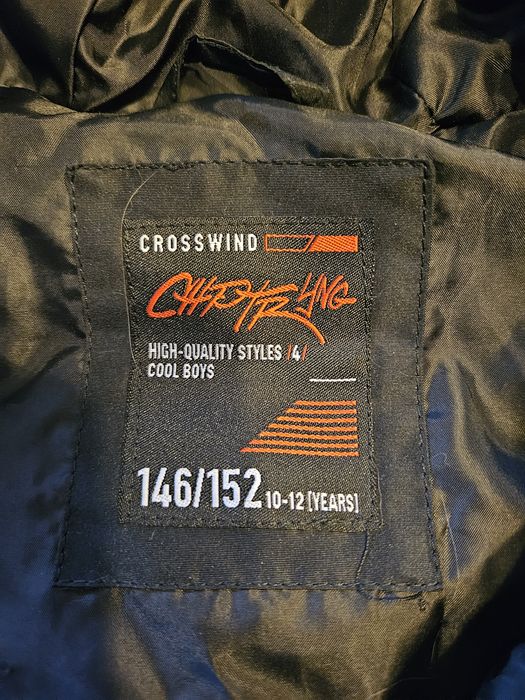 CROSSWIND
HIGH-QUALITY STYLES /4/
COOL BOYS
146/152 10-12 [YEARS]